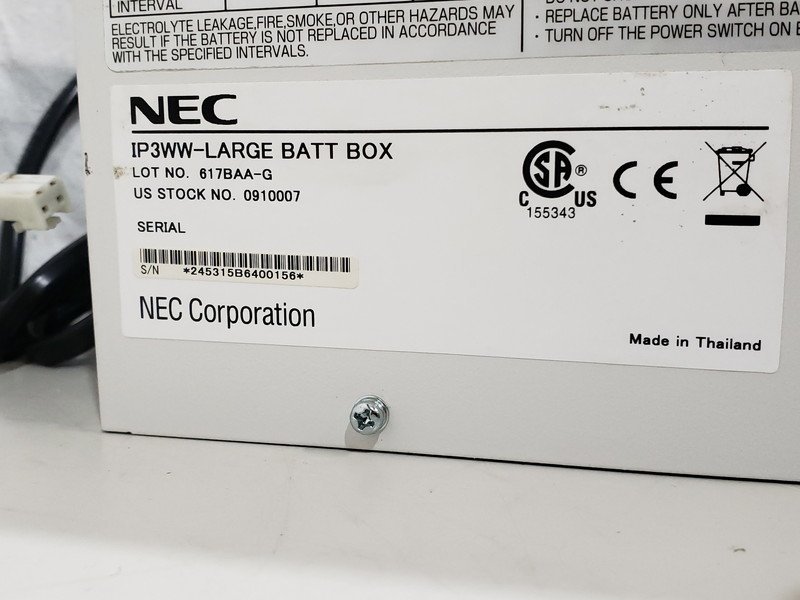 INTERVAL
ELECTROLYTE LEAKAGE,FIRE,SMOKE,OR OTHER HAZARDS MAY
RESULT IF THE BATTERY IS NOT REPLACED IN ACCORDANCE
WITH THE SPECIFIED INTERVALS.
· REPLACE BATTERY ONLY AFTER BA
· TURN OFF THE POWER SWITCH ON
NEC
IP3WW-LARGE BATT BOX
LOT NO. 617BAA-G
US STOCK NO. 0910007
SERIAL
S/N *245315B6400156*
NEC Corporation
C SA ® US
155343
CE
Made in Thailand